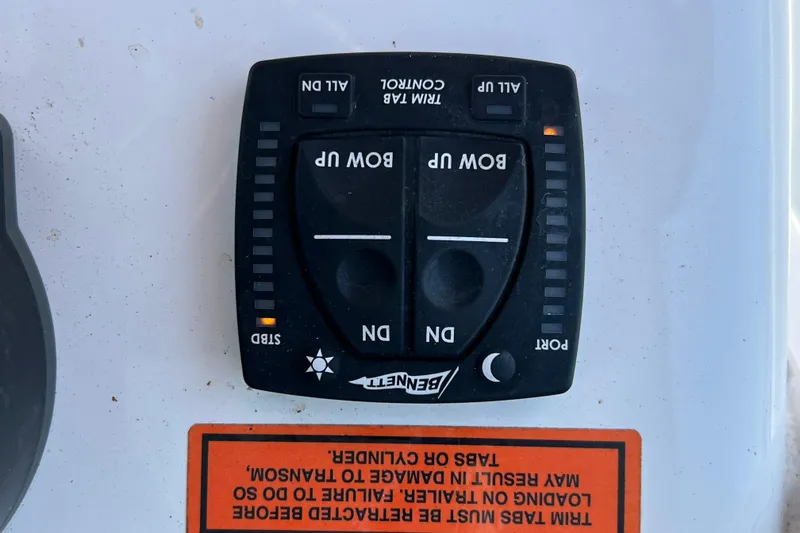 TRIM TABS MUST BE RETRACTED BEFORE
LOADING ON TRAILER. FAILURE TO DO SO
MAY RESULT IN DAMAGE TO TRANSOM,
TABS OR CYLINDER.
BENNETT
PORT
STBD
DN
DN
BOW UP
BOW UP
ALL UP
TRIM TAB
CONTROL
ALL DN